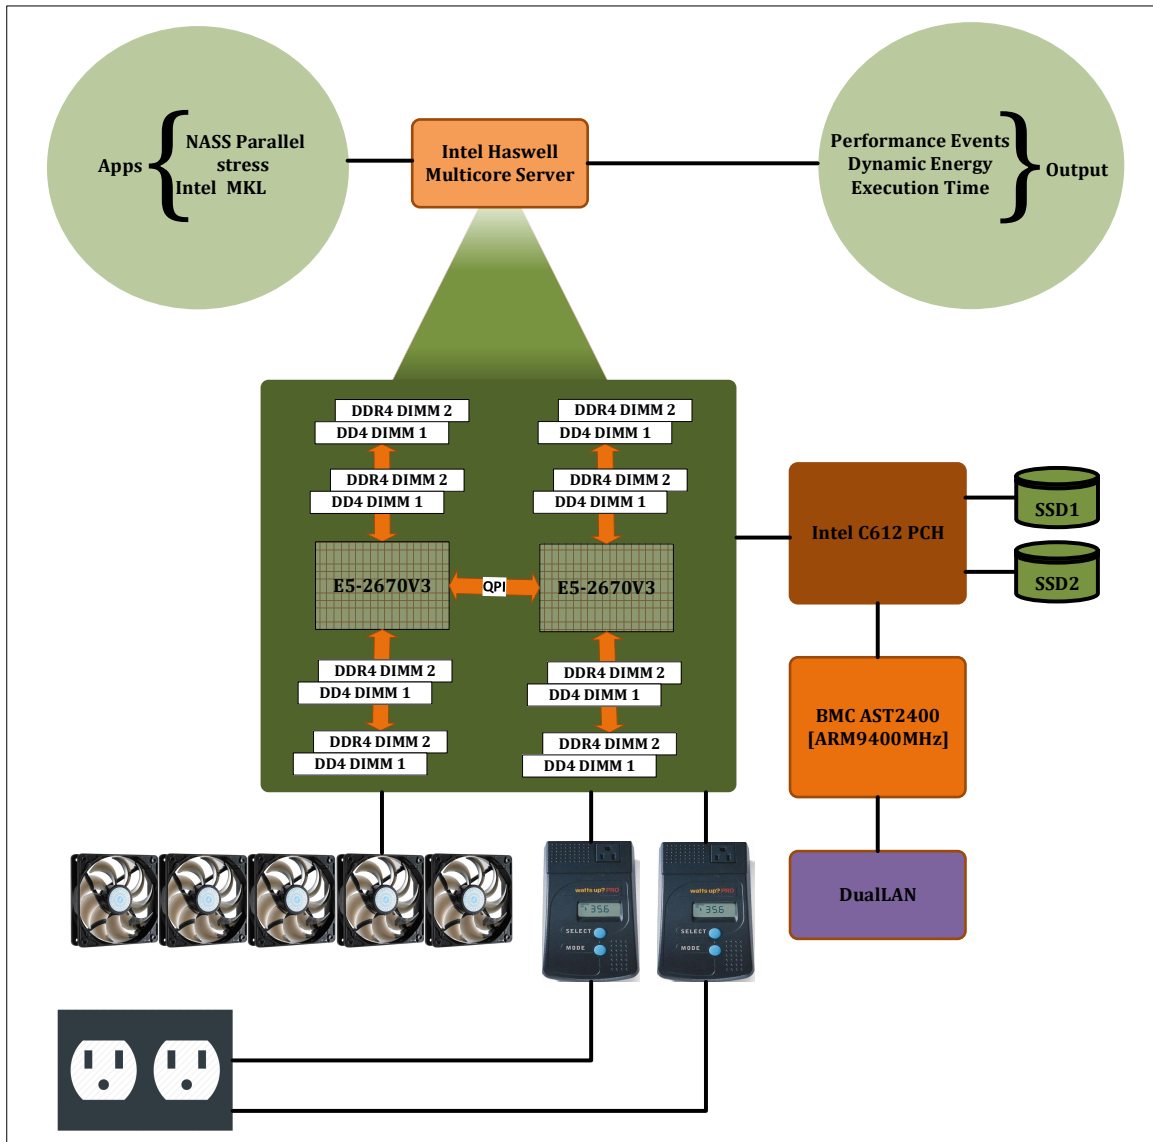 Apps
NASS Parallel
stress
Intel MKL
Intel Haswell
Multicore Server
Performance Events
Dynamic Energy
Execution Time
Output
DDR4 DIMM 2
DD4 DIMM 1
DDR4 DIMM 2
DD4 DIMM 1
DDR4 DIMM 2
DD4 DIMM 1
DDR4 DIMM 2
DD4 DIMM 1
E5-2670V3
QPI
E5-2670V3
DDR4 DIMM 2
DD4 DIMM 1
DDR4 DIMM 2
DD4 DIMM 1
DDR4 DIMM 2
DD4 DIMM 1
DDR4 DIMM 2
DD4 DIMM 1
Intel C612 PCH
SSD1
SSD2
BMC AST2400
[ARM9400MHz]
DualLAN
watts up? PRO
35.6
SELECT
MODE
watts up? PRO
35.6
SELECT
MODE